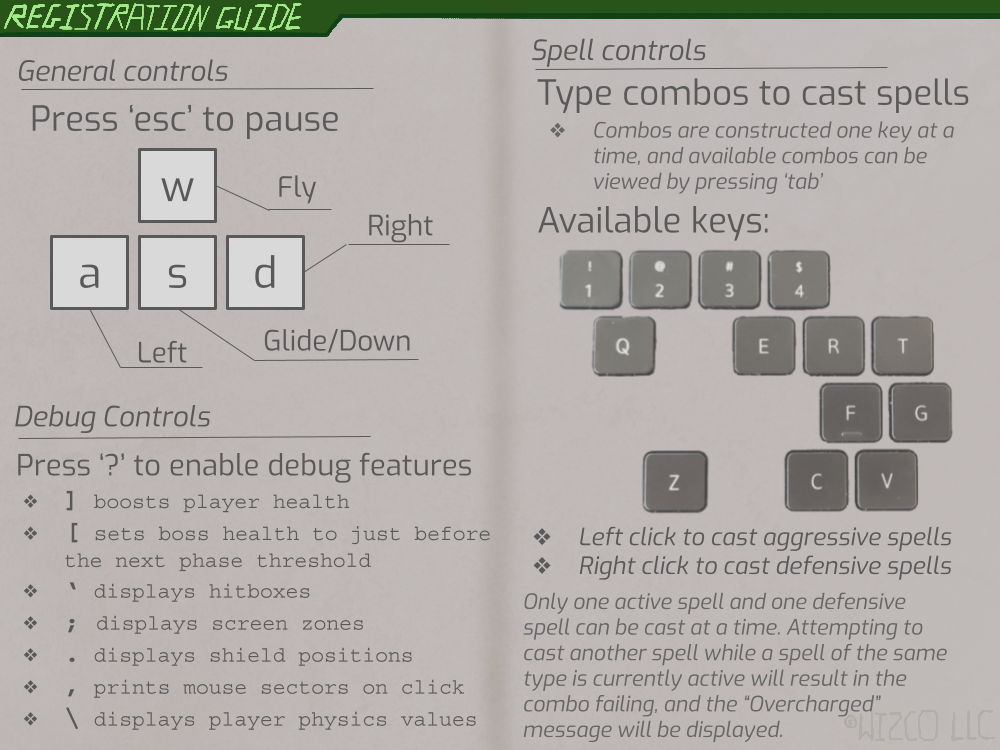 REGISTRATION GUIDE
General controls
Press ‘esc’ to pause
w
Fly
Right
a
s
d
Left
Glide/Down
Debug Controls
Press ‘?’ to enable debug features
❖ ] boosts player health
❖ [ sets boss health to just before
the next phase threshold
❖ ‘ displays hitboxes
❖ ; displays screen zones
❖ . displays shield positions
❖ , prints mouse sectors on click
❖ \ displays player physics values
Spell controls
Type combos to cast spells
❖ Combos are constructed one key at a
time, and available combos can be
viewed by pressing ‘tab’
Available keys:
! @ # $
1 2 3 4
Q E R T
F G
Z C V
❖ Left click to cast aggressive spells
❖ Right click to cast defensive spells
Only one active spell and one defensive
spell can be cast at a time. Attempting to
cast another spell while a spell of the same
type is currently active will result in the
combo failing, and the “Overcharged”
message will be displayed.
©WIZCO LLC